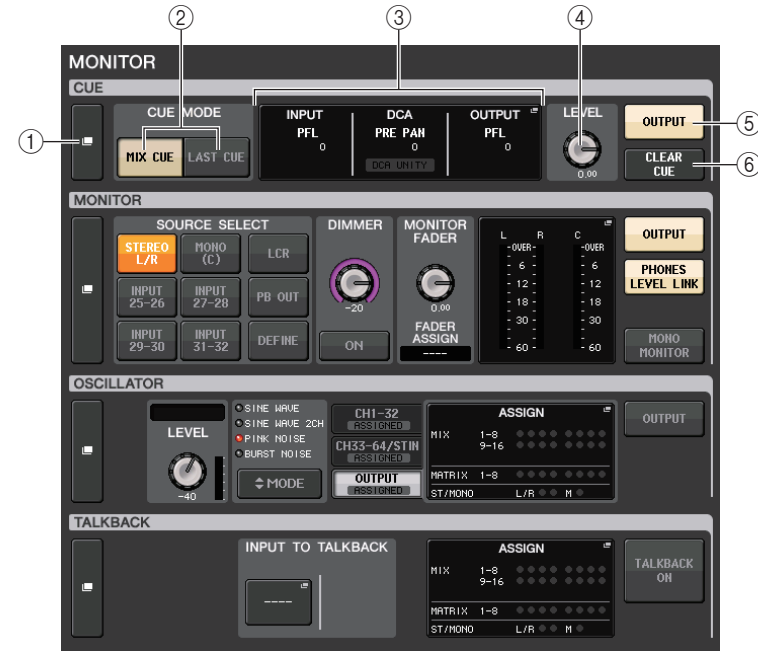 ② ③ ④
MONITOR
CUE
①
CUE MODE
MIX CUE LAST CUE
INPUT DCA OUTPUT
PFL PRE PAN PFL
0 0 0
DCA UNITY
LEVEL
0.00
OUTPUT ⑤
CLEAR CUE ⑥
MONITOR
SOURCE SELECT
STEREO L/R MONO (C) LCR
INPUT 25-26 INPUT 27-28 PB OUT
INPUT 29-30 INPUT 31-32 DEFINE
DIMMER
-20
ON
MONITOR FADER
0.00
FADER ASSIGN
----
L R C
-OVER- -OVER
- 6 - 6
- 12 - 12
- 18 - 18
- 30 - 30
- 60 - 60
OUTPUT
PHONES LEVEL LINK
MONO MONITOR
OSCILLATOR
LEVEL
-40
SINE WAVE
SINE WAVE 2CH
PINK NOISE
BURST NOISE
MODE
CH1-32
ASSIGNED
CH33-64/STIN
ASSIGNED
OUTPUT
ASSIGNED
ASSIGN
MIX 1-8
9-16
MATRIX 1-8
ST/MONO L/R M
OUTPUT
TALKBACK
INPUT TO TALKBACK
----
ASSIGN
MIX 1-8
9-16
MATRIX 1-8
ST/MONO L/R M
TALKBACK ON